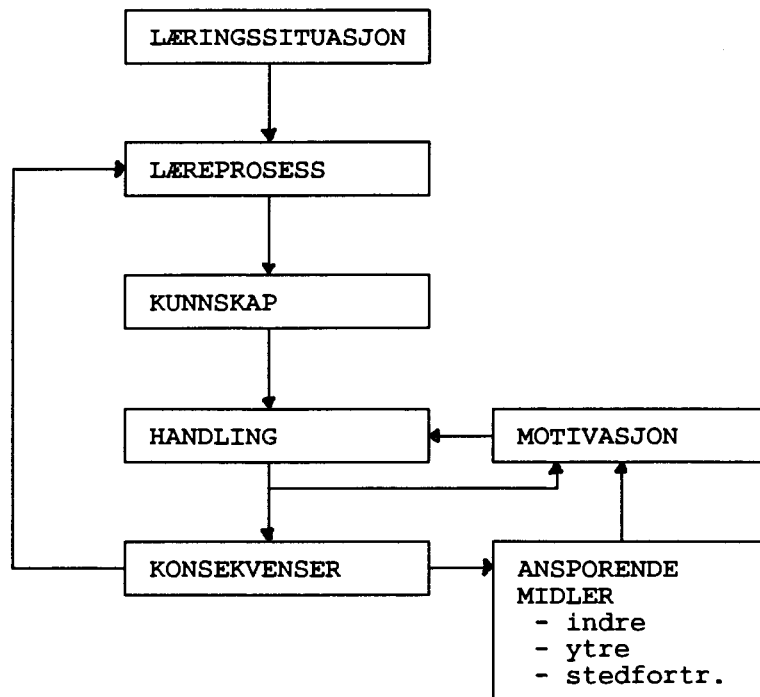 LÆRINGSSITUASJON
LÆREPROSESS
KUNNSKAP
HANDLING
MOTIVASJON
KONSEKVENSER
ANSPORENDE
MIDLER
- indre
- ytre
- stedfortr.